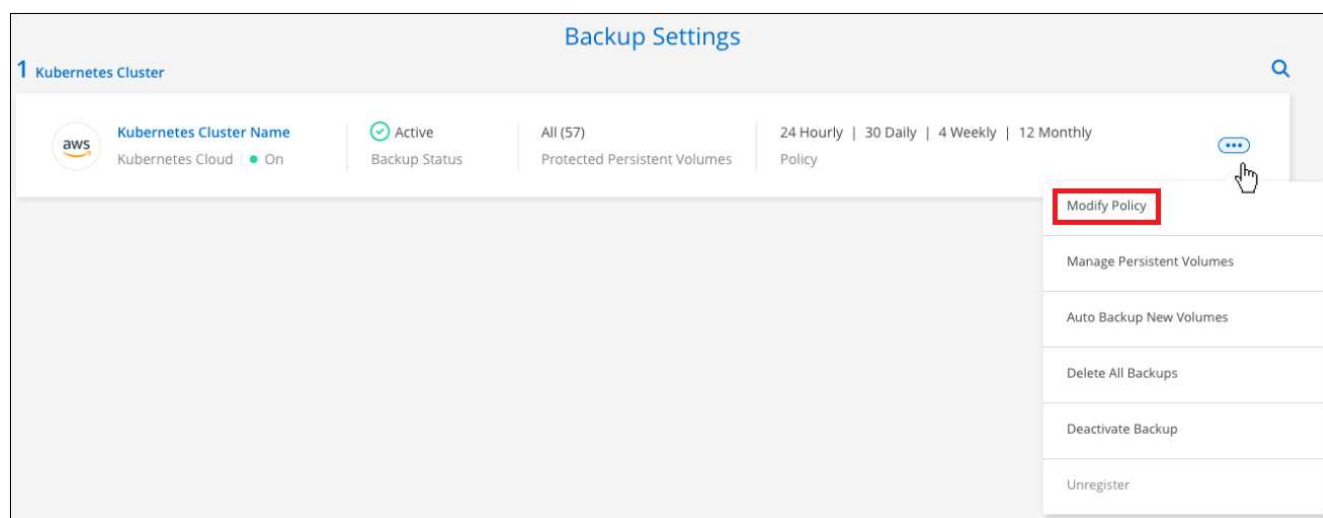 Backup Settings
1 Kubernetes Cluster
aws
Kubernetes Cluster Name
Kubernetes Cloud | On
Active
Backup Status
All (57)
Protected Persistent Volumes
24 Hourly | 30 Daily | 4 Weekly | 12 Monthly
Policy
Modify Policy
Manage Persistent Volumes
Auto Backup New Volumes
Delete All Backups
Deactivate Backup
Unregister